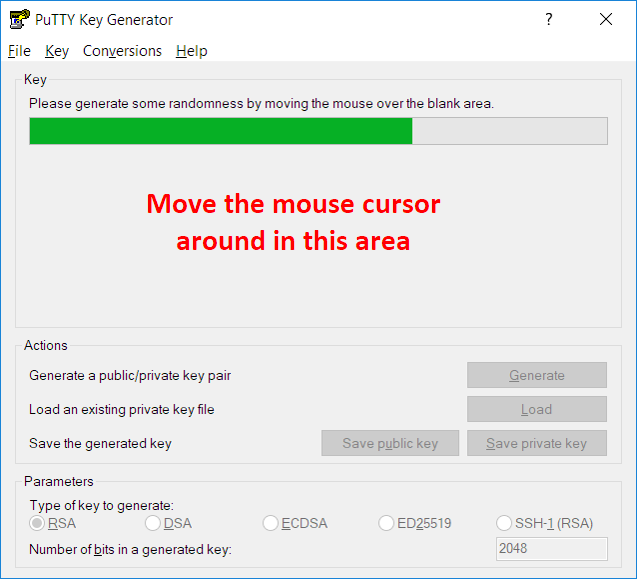 PuTTY Key Generator ? ×
File Key Conversions Help
Key
Please generate some randomness by moving the mouse over the blank area.
Move the mouse cursor
around in this area
Actions
Generate a public/private key pair Generate
Load an existing private key file Load
Save the generated key Save public key Save private key
Parameters
Type of key to generate:
RSA DSA ECDSA ED25519 SSH-1 (RSA)
Number of bits in a generated key: 2048